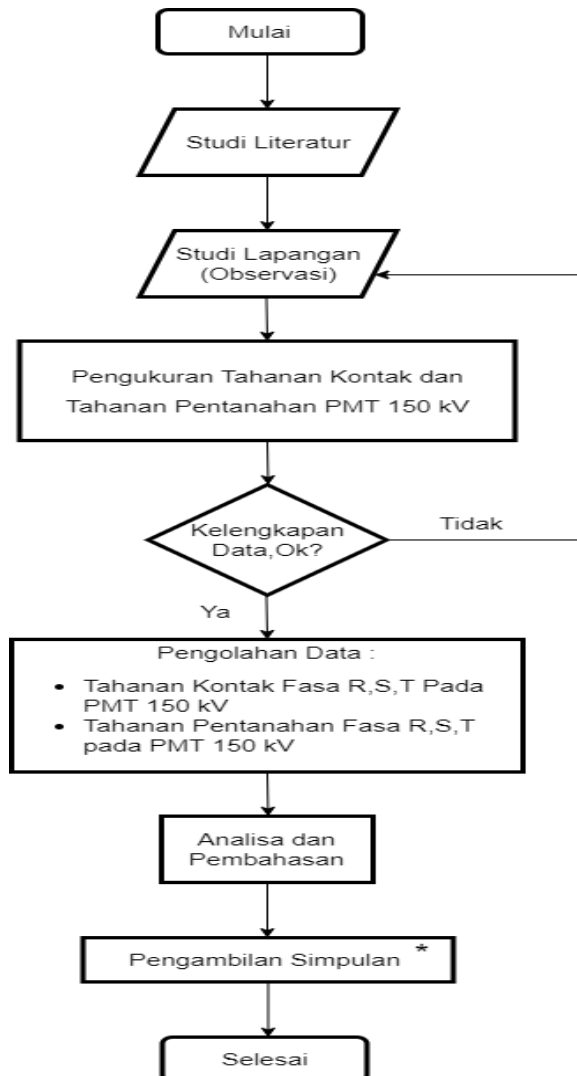 Mulai
Studi Literatur
Studi Lapangan
(Observasi)
Pengukuran Tahanan Kontak dan
Tahanan Pentanahan PMT 150 kV
Kelengkapan
Data,Ok?
Tidak
Ya
Pengolahan Data :
• Tahanan Kontak Fasa R,S,T Pada
PMT 150 kV
• Tahanan Pentanahan Fasa R,S,T
pada PMT 150 kV
Analisa dan
Pembahasan
Pengambilan Simpulan *
Selesai